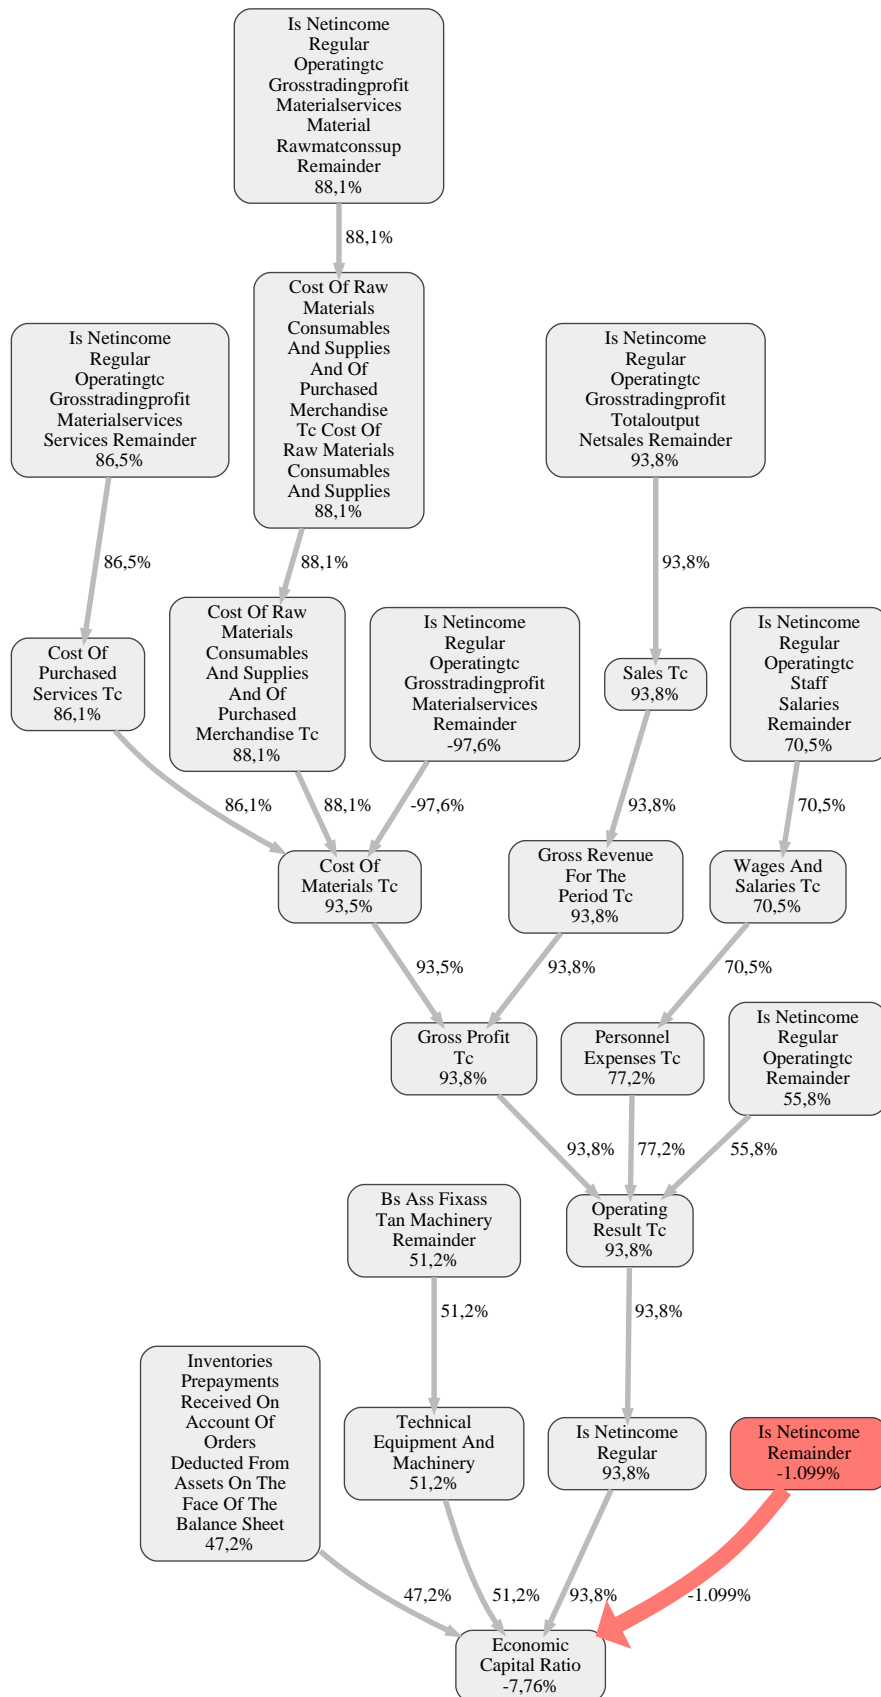 Is Netincome
Regular
Operatingtc
Grosstradingprofit
Materialservices
Material
Rawmatconssup
Remainder
88,1%
88,1%
Cost Of Raw
Materials
Consumables
And Supplies
And Of
Purchased
Merchandise
Tc Cost Of
Raw Materials
Consumables
And Supplies
88,1%
Is Netincome
Regular
Operatingtc
Grosstradingprofit
Materialservices
Services Remainder
86,5%
Is Netincome
Regular
Operatingtc
Grosstradingprofit
Totaloutput
Netsales Remainder
93,8%
86,5%
88,1%
93,8%
Cost Of
Purchased
Services Tc
86,1%
Cost Of Raw
Materials
Consumables
And Supplies
And Of
Purchased
Merchandise Tc
88,1%
Is Netincome
Regular
Operatingtc
Grosstradingprofit
Materialservices
Remainder
-97,6%
Sales Tc
93,8%
Is Netincome
Regular
Operatingtc
Staff
Salaries
Remainder
70,5%
86,1%
88,1%
-97,6%
93,8%
70,5%
Cost Of
Materials Tc
93,5%
Gross Revenue
For The
Period Tc
93,8%
Wages And
Salaries Tc
70,5%
93,5%
93,8%
70,5%
Gross Profit
Tc
93,8%
Personnel
Expenses Tc
77,2%
Is Netincome
Regular
Operatingtc
Remainder
55,8%
93,8%
77,2%
55,8%
Bs Ass Fixass
Tan Machinery
Remainder
51,2%
Operating
Result Tc
93,8%
51,2%
93,8%
Inventories
Prepayments
Received On
Account Of
Orders
Deducted From
Assets On The
Face Of The
Balance Sheet
47,2%
Technical
Equipment And
Machinery
51,2%
Is Netincome
Regular
93,8%
Is Netincome
Remainder
-1.099%
47,2%
51,2%
93,8%
-1.099%
Economic
Capital Ratio
-7,76%